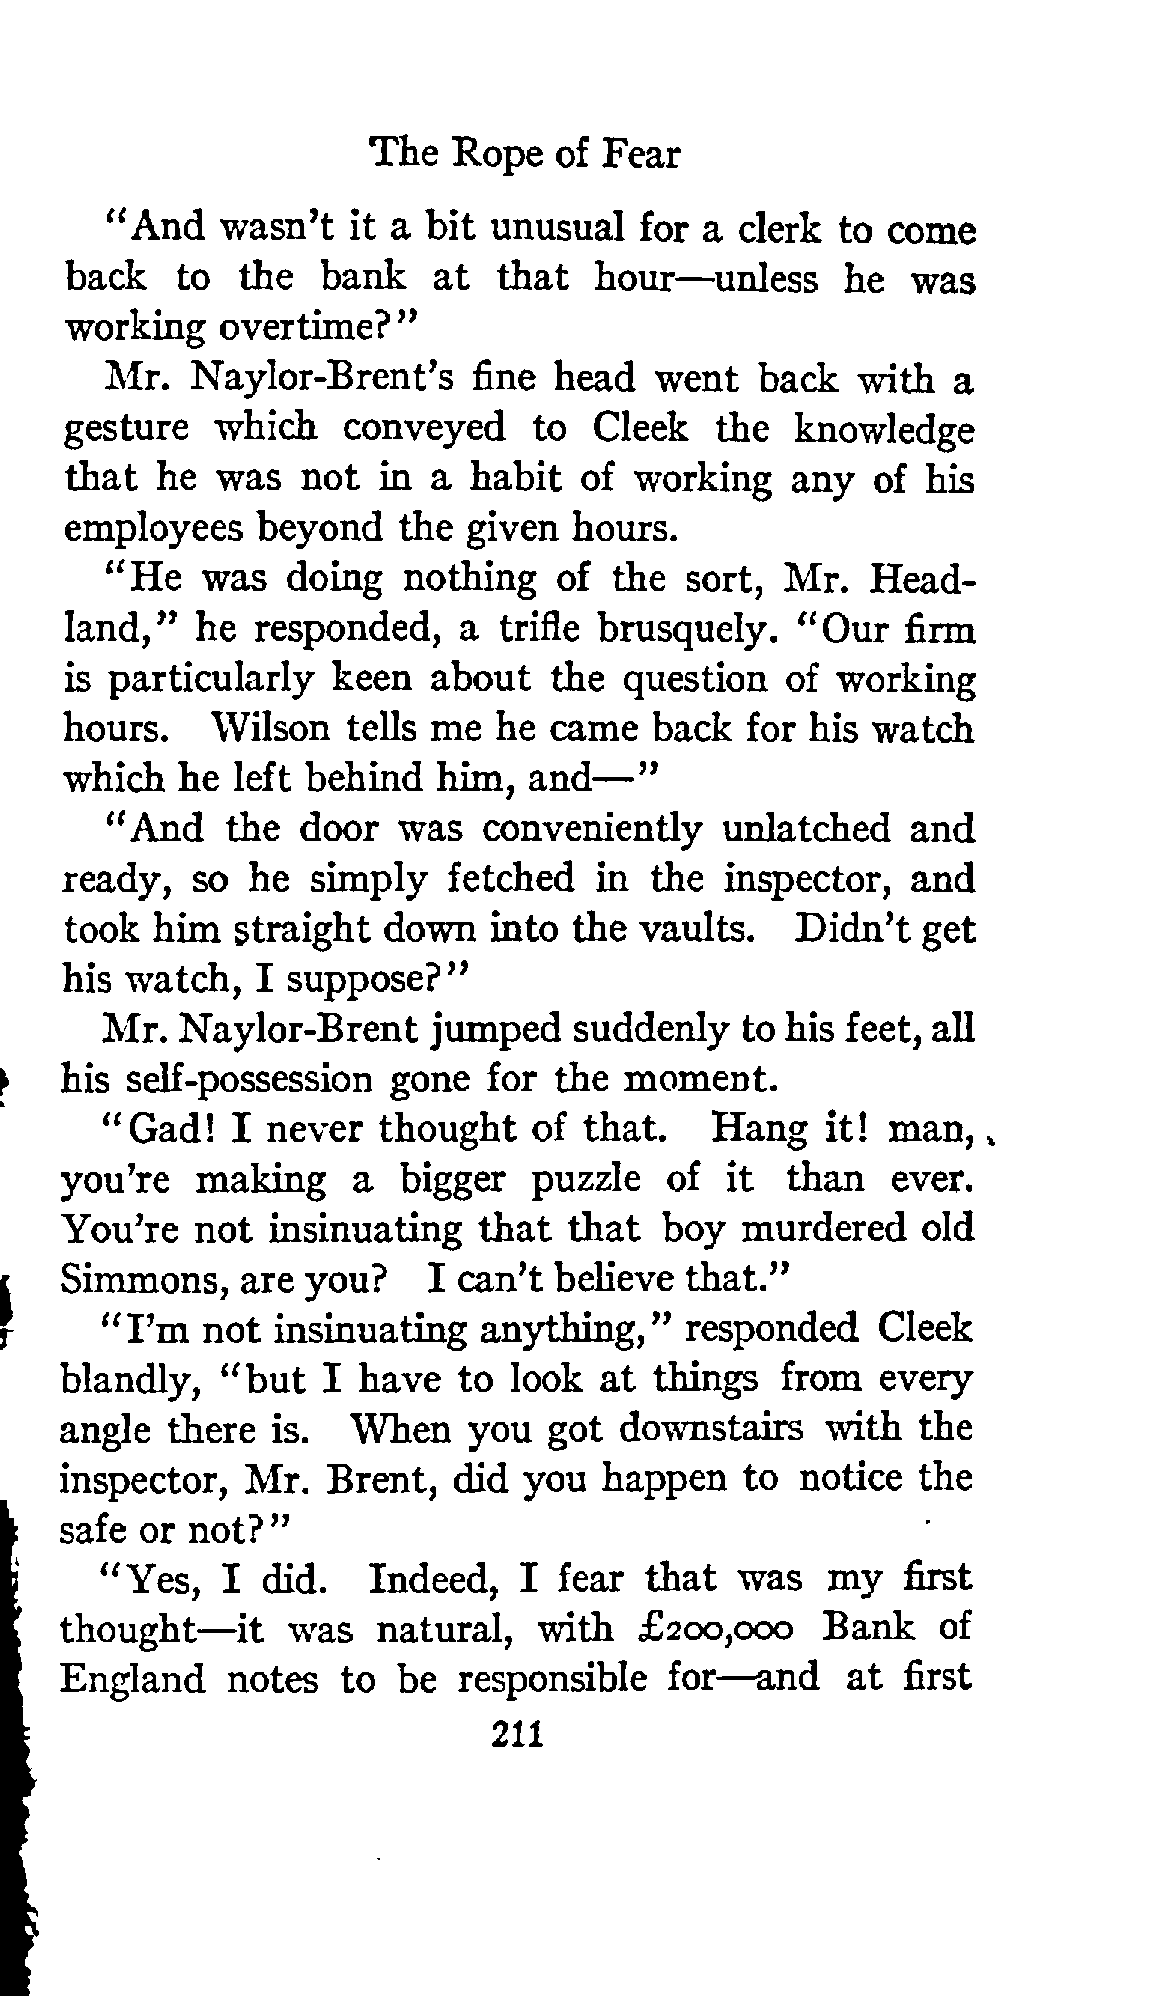 The Rope of Fear
"And wasn't it a bit unusual for a clerk to come
back to the bank at that hour—unless he was
working overtime?"
Mr. Naylor-Brent's fine head went back with a
gesture which conveyed to Cleek the knowledge
that he was not in a habit of working any of his
employees beyond the given hours.
"He was doing nothing of the sort, Mr. Head-
land," he responded, a trifle brusquely. "Our firm
is particularly keen about the question of working
hours. Wilson tells me he came back for his watch
which he left behind him, and—"
"And the door was conveniently unlatched and
ready, so he simply fetched in the inspector, and
took him straight down into the vaults. Didn't get
his watch, I suppose?"
Mr. Naylor-Brent jumped suddenly to his feet, all
his self-possession gone for the moment.
"Gad! I never thought of that. Hang it! man,
you're making a bigger puzzle of it than ever.
You're not insinuating that that boy murdered old
Simmons, are you? I can't believe that."
"I'm not insinuating anything," responded Cleek
blandly, "but I have to look at things from every
angle there is. When you got downstairs with the
inspector, Mr. Brent, did you happen to notice the
safe or not?"
"Yes, I did. Indeed, I fear that was my first
thought—it was natural, with £200,000 Bank of
England notes to be responsible for—and at first
211